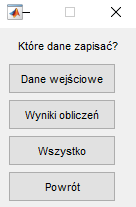 Które dane zapisać?
Dane wejściowe
Wyniki obliczeń
Wszystko
Powrót